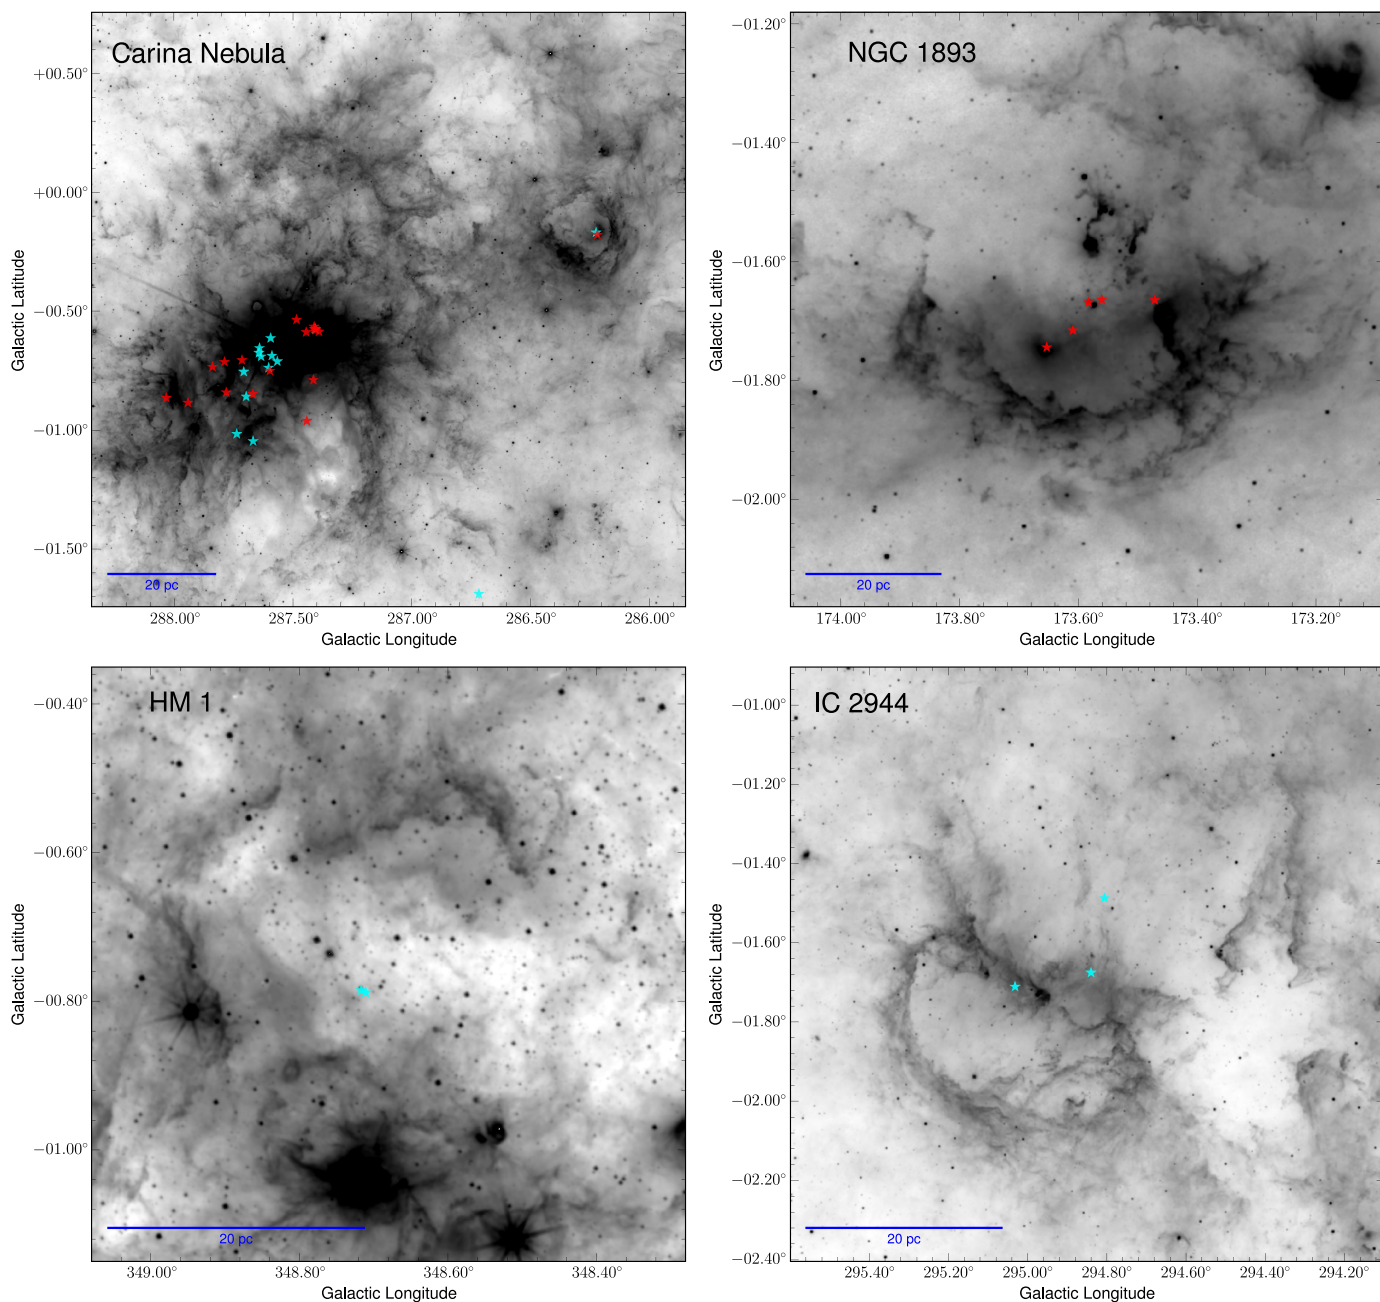 Carina Nebula
+00.50°
+00.00°
−00.50°
−01.00°
−01.50°
Galactic Latitude
20 pc
288.00° 287.50° 287.00° 286.50° 286.00°
Galactic Longitude
NGC 1893
−01.20°
−01.40°
−01.60°
−01.80°
−02.00°
Galactic Latitude
20 pc
174.00° 173.80° 173.60° 173.40° 173.20°
Galactic Longitude
HM 1
−00.40°
−00.60°
−00.80°
−01.00°
Galactic Latitude
20 pc
349.00° 348.80° 348.60° 348.40°
Galactic Longitude
IC 2944
−01.00°
−01.20°
−01.40°
−01.60°
−01.80°
−02.00°
−02.20°
−02.40°
Galactic Latitude
20 pc
295.40° 295.20° 295.00° 294.80° 294.60° 294.40° 294.20°
Galactic Longitude